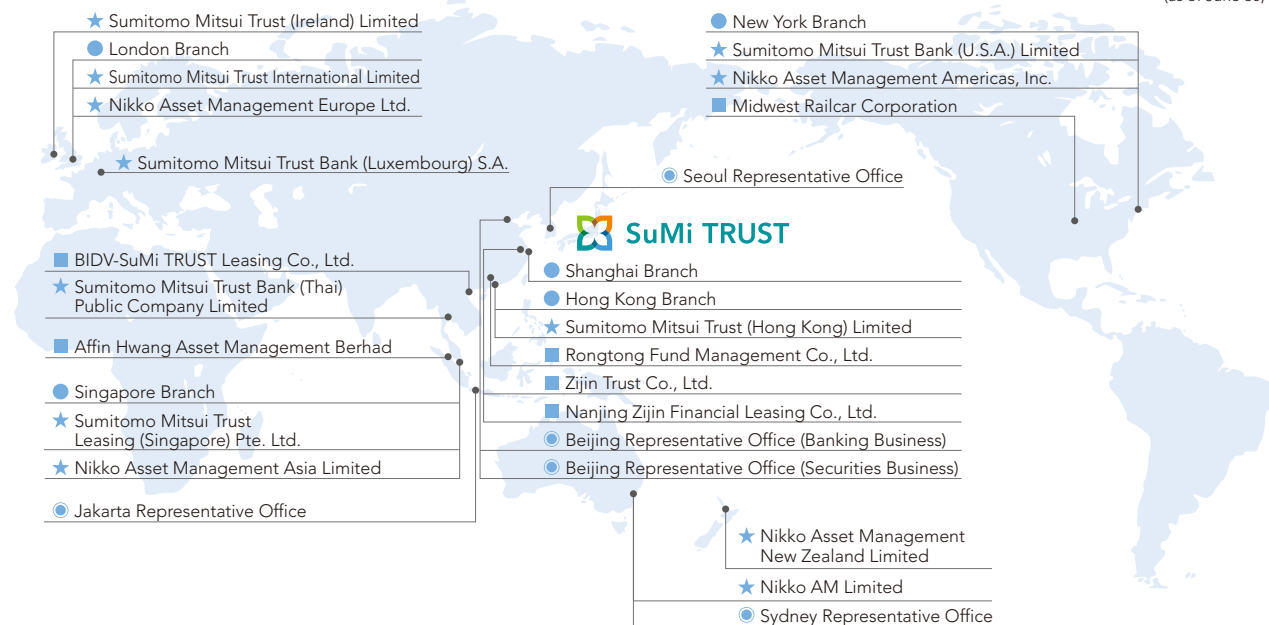 Sumitomo Mitsui Trust (Ireland) Limited
London Branch
Sumitomo Mitsui Trust International Limited
Nikko Asset Management Europe Ltd.
Sumitomo Mitsui Trust Bank (Luxembourg) S.A.
New York Branch
Sumitomo Mitsui Trust Bank (U.S.A.) Limited
Nikko Asset Management Americas, Inc.
Midwest Railcar Corporation
Seoul Representative Office
SuMi TRUST
BIDV-SuMi TRUST Leasing Co., Ltd.
Sumitomo Mitsui Trust Bank (Thai)
Public Company Limited
Affin Hwang Asset Management Berhad
Singapore Branch
Sumitomo Mitsui Trust
Leasing (Singapore) Pte. Ltd.
Nikko Asset Management Asia Limited
Jakarta Representative Office
Shanghai Branch
Hong Kong Branch
Sumitomo Mitsui Trust (Hong Kong) Limited
Rongtong Fund Management Co., Ltd.
Zijin Trust Co., Ltd.
Nanjing Zijin Financial Leasing Co., Ltd.
Beijing Representative Office (Banking Business)
Beijing Representative Office (Securities Business)
Nikko Asset Management
New Zealand Limited
Nikko AM Limited
Sydney Representative Office